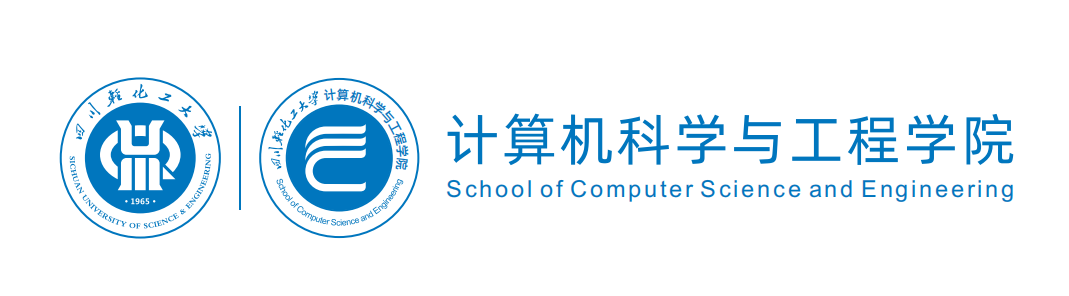 四川轻化工大学
SICHUAN UNIVERSITY OF SCIENCE & ENGINEERING
• 1965 •
四川轻化工大学 计算机科学与工程学院
School of Computer Science and Engineering
计算机科学与工程学院
School of Computer Science and Engineering